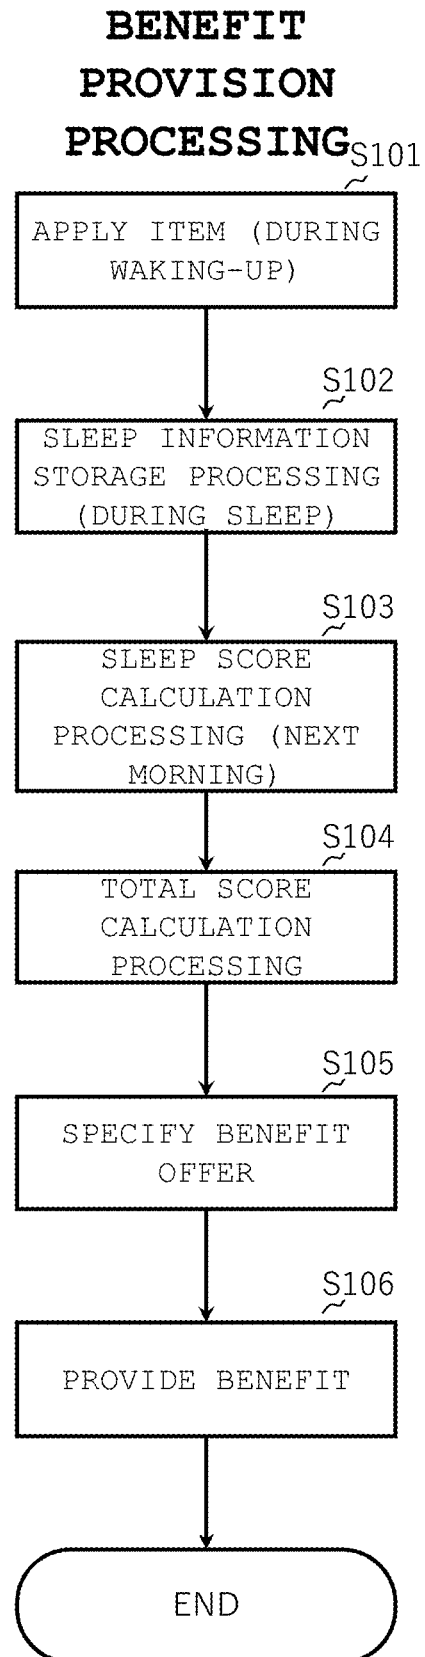 BENEFIT
PROVISION
PROCESSING
S101
APPLY ITEM (DURING
WAKING-UP)
S102
SLEEP INFORMATION
STORAGE PROCESSING
(DURING SLEEP)
S103
SLEEP SCORE
CALCULATION
PROCESSING (NEXT
MORNING)
S104
TOTAL SCORE
CALCULATION
PROCESSING
S105
SPECIFY BENEFIT
OFFER
S106
PROVIDE BENEFIT
END